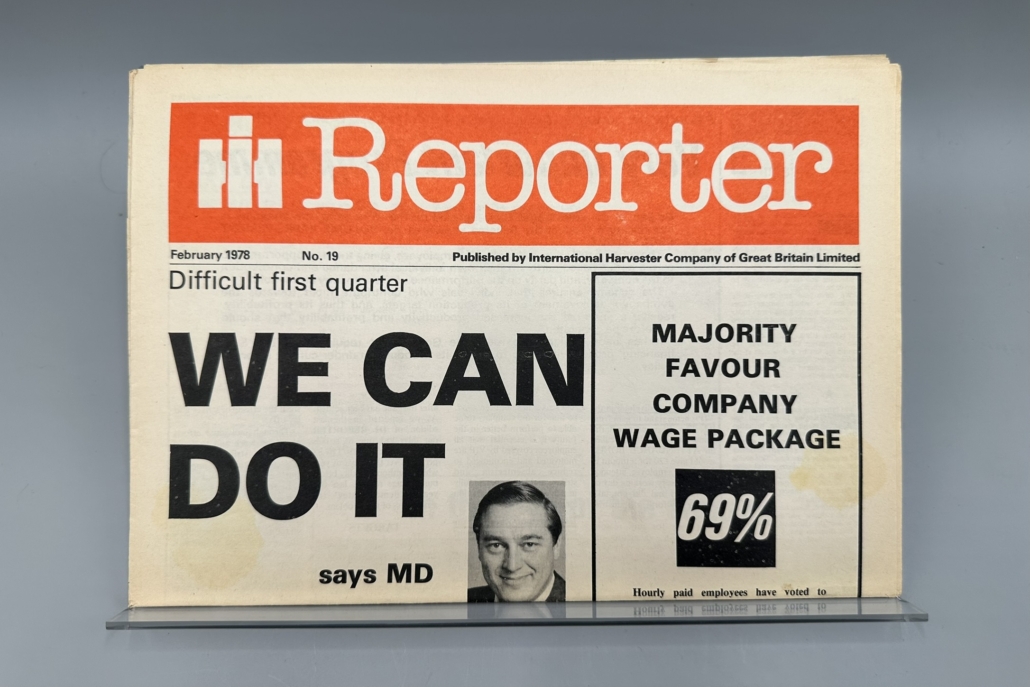 IH Reporter
February 1978 No. 19 Published by International Harvester Company of Great Britain Limited
Difficult first quarter
WE CAN
DO IT
says MD
MAJORITY
FAVOUR
COMPANY
WAGE PACKAGE
69%
Hourly paid employees have voted to